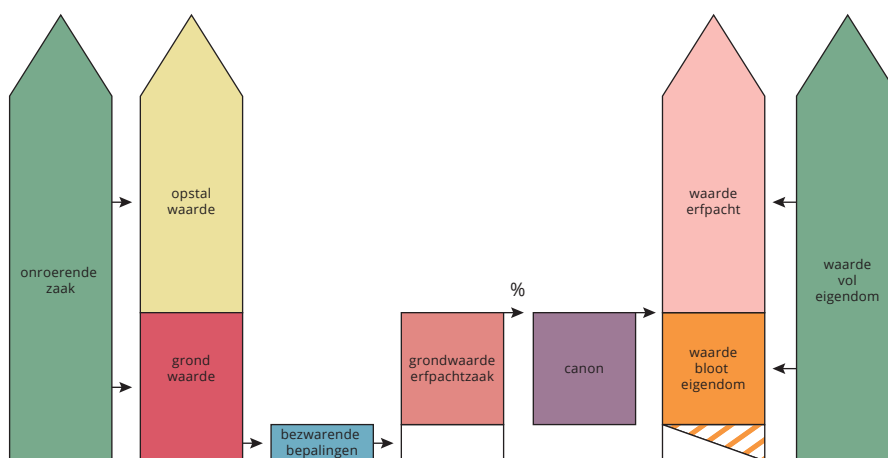 onroerende
zaak
opstal
waarde
grond
waarde
bezwarende
bepalingen
grondwaarde
erfpachtzaak
%
canon
waarde
erfpacht
waarde
bloot
eigendom
waarde
vol
eigendom